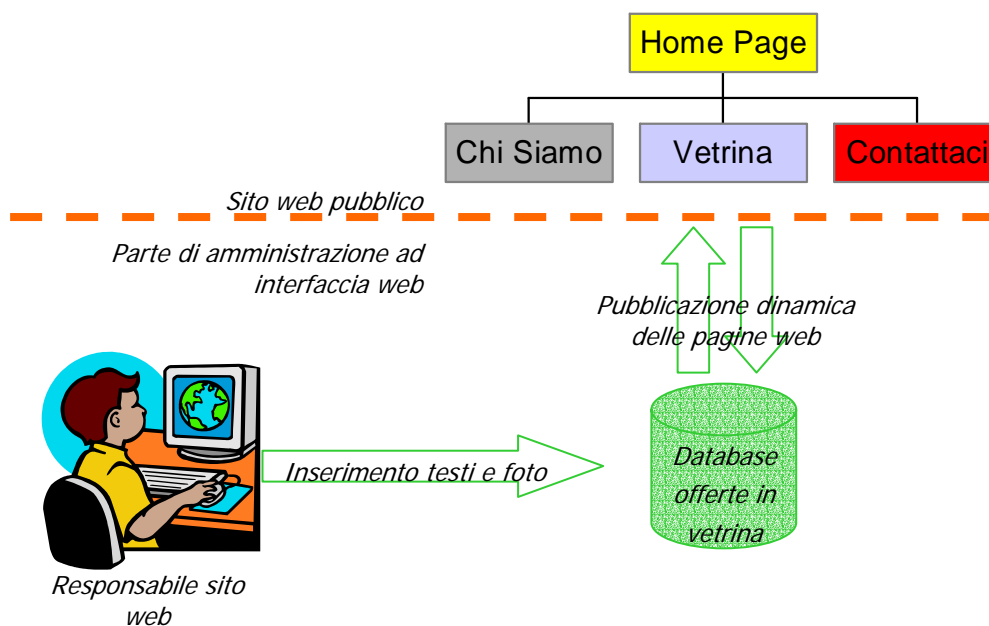 Home Page
Chi Siamo
Vetrina
Contattaci
Sito web pubblico
Parte di amministrazione ad
interfaccia web
Pubblicazione dinamica
delle pagine web
Inserimento testi e foto
Database
offerte in
vetrina
Responsabile sito
web